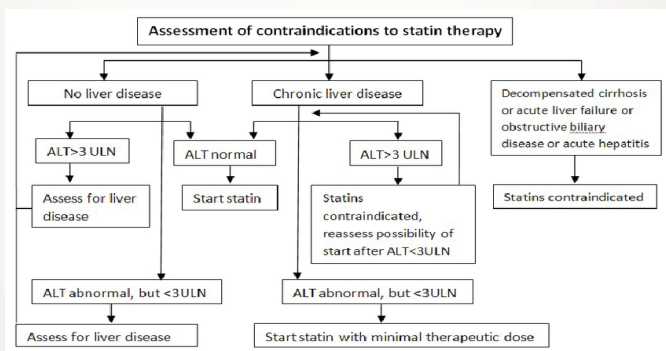 Assessment of contraindications to statin therapy
No liver disease
Chronic liver disease
Decompensated cirrhosis
or acute liver failure or
obstructive biliary
disease or acute hepatitis
ALT>3 ULN
ALT normal
ALT>3 ULN
Assess for liver
disease
Start statin
Statins
contraindicated,
reassess possibility of
start after ALT<3ULN
Statins contraindicated
ALT abnormal, but <3ULN
ALT abnormal, but <3ULN
Assess for liver disease
Start statin with minimal therapeutic dose